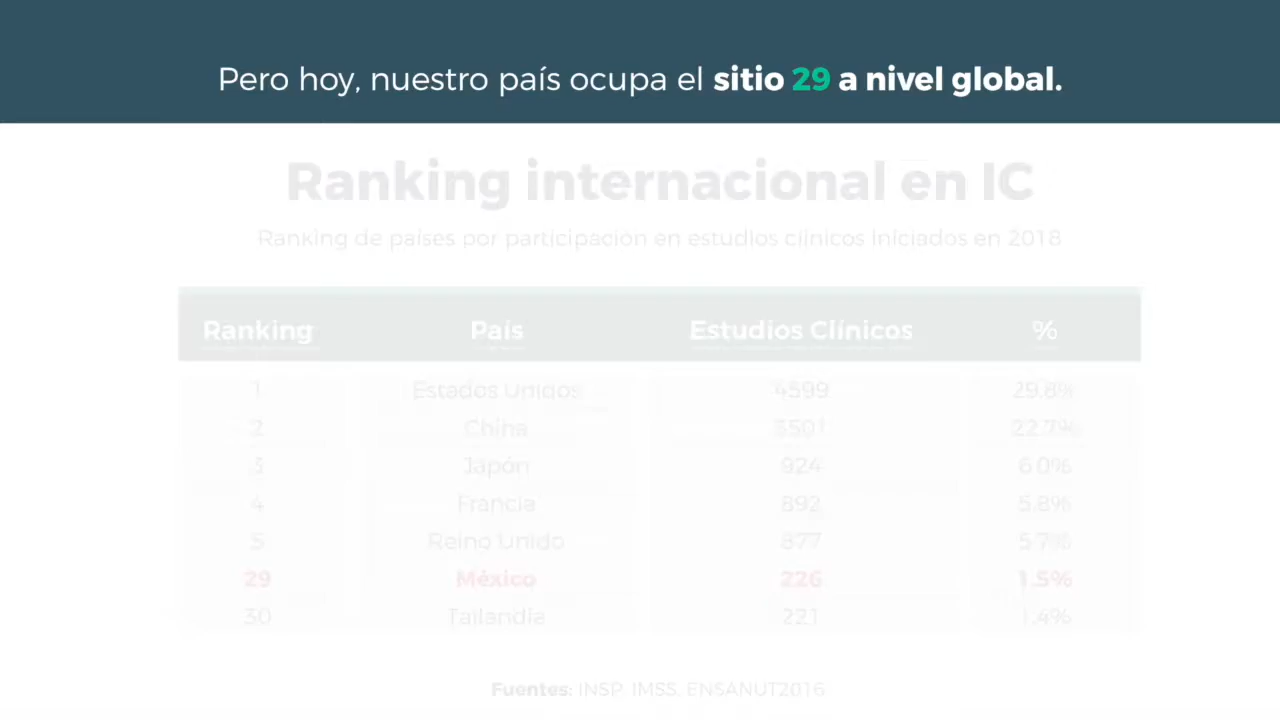 Pero hoy, nuestro país ocupa el sitio 29 a nivel global.
Ranking internacional en IC
Ranking de países por participación en estudios clínicos iniciados en 2018
Ranking País Estudios Clínicos %
1 Estados Unidos 4599 29.8%
2 China 3501 22.7%
3 Japón 924 6.0%
4 Francia 892 5.8%
5 Reino Unido 877 5.7%
29 México 226 1.5%
30 Tailandia 221 1.4%
Fuentes: INSP, IMSS, ENSANUT2016